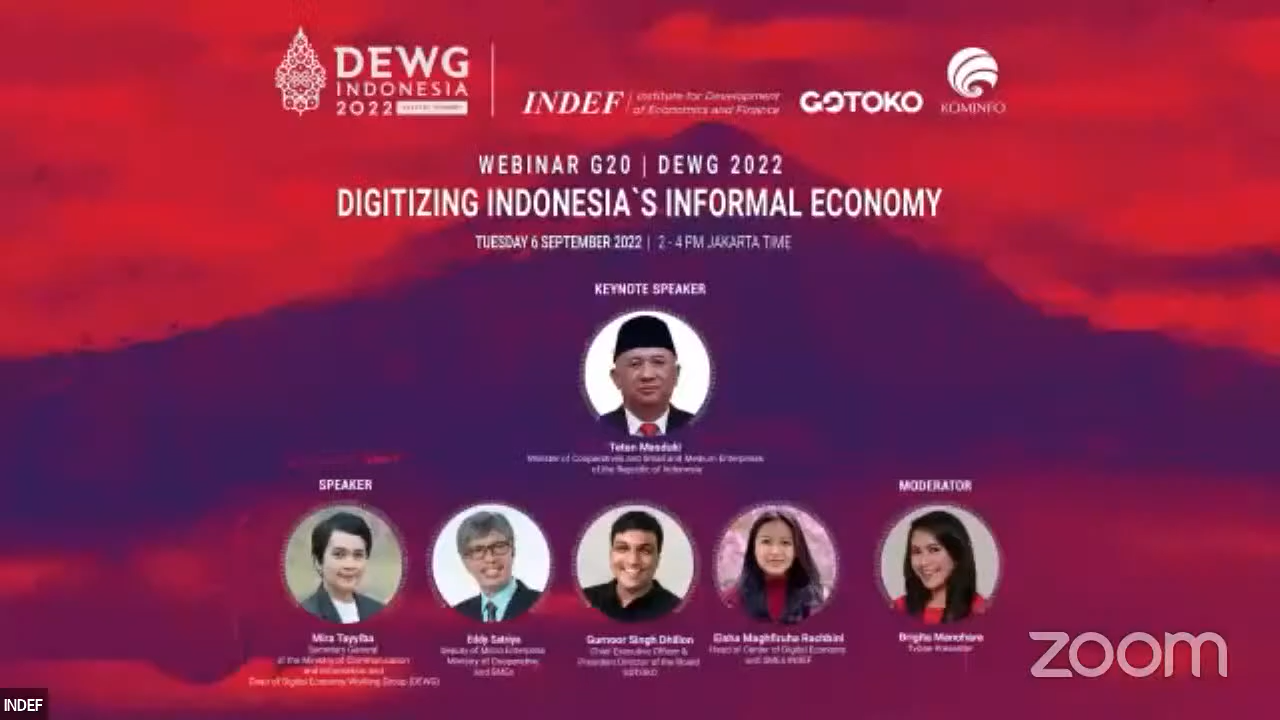 DEWG
INDONESIA
2022
INDEF
Institute for Development
of Economics and Finance
GOTOKO
KOMINFO
WEBINAR G20 | DEWG 2022
DIGITIZING INDONESIA`S INFORMAL ECONOMY
TUESDAY 6 SEPTEMBER 2022 | 2 - 4 PM JAKARTA TIME
KEYNOTE SPEAKER
Teten Masduki
Minister of Cooperatives and Small and Medium Enterprises
of the Republic of Indonesia
SPEAKER
MODERATOR
Mira Tayyiba
Secretary General
of the Ministry of Communication
and Informatics and
Chair of Digital Economy Working Group (DEWG)
Eddy Satriya
Deputy of Micro Enterprise
Ministry of Cooperative
and SMEs
Gurnoor Singh Dhillon
Chief Executive Officer &
President Director of the Board
GOTOKO
Eisha Maghfiruha Rachbini
Head of Center of Digital Economy
and SMEs INDEF
Brigita Manohara
TvOne Presenter
zoom
INDEF